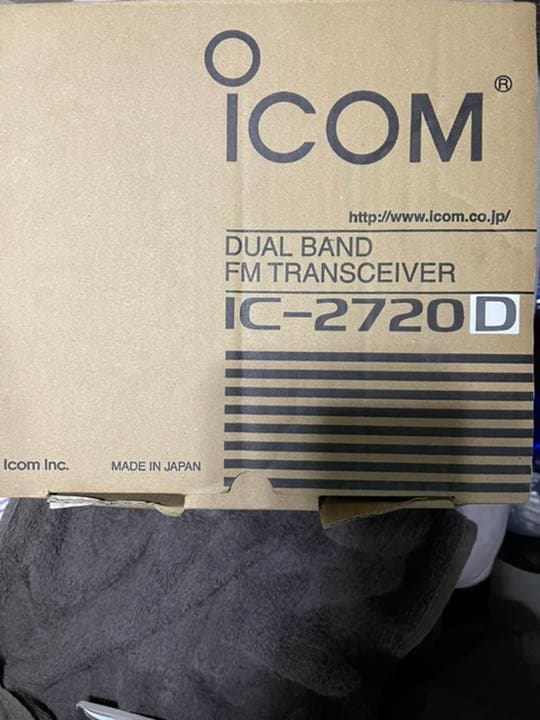 ICOM®
http://www.icom.co.jp/
DUAL BAND
FM TRANSCEIVER
IC-2720D
Icom Inc.
MADE IN JAPAN